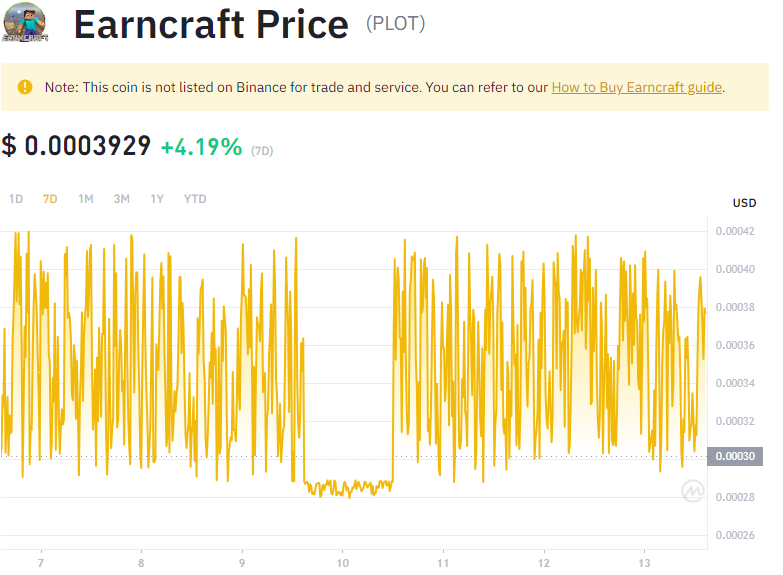 Earncraft Price (PLOT)
Note: This coin is not listed on Binance for trade and service. You can refer to our How to Buy Earncraft guide.
$ 0.0003929 +4.19% (7D)
1D 7D 1M 3M 1Y YTD
USD
0.00042
0.00040
0.00038
0.00036
0.00034
0.00032
0.00030
0.00028
0.00026
7 8 9 10 11 12 13